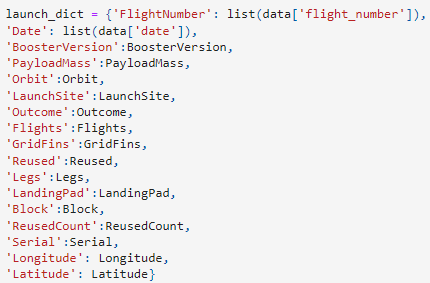 launch_dict = {'FlightNumber': list(data['flight_number']),
'Date': list(data['date']),
'BoosterVersion':BoosterVersion,
'PayloadMass':PayloadMass,
'Orbit':Orbit,
'LaunchSite':LaunchSite,
'Outcome':Outcome,
'Flights':Flights,
'GridFins':GridFins,
'Reused':Reused,
'Legs':Legs,
'LandingPad':LandingPad,
'Block':Block,
'ReusedCount':ReusedCount,
'Serial':Serial,
'Longitude': Longitude,
'Latitude': Latitude}